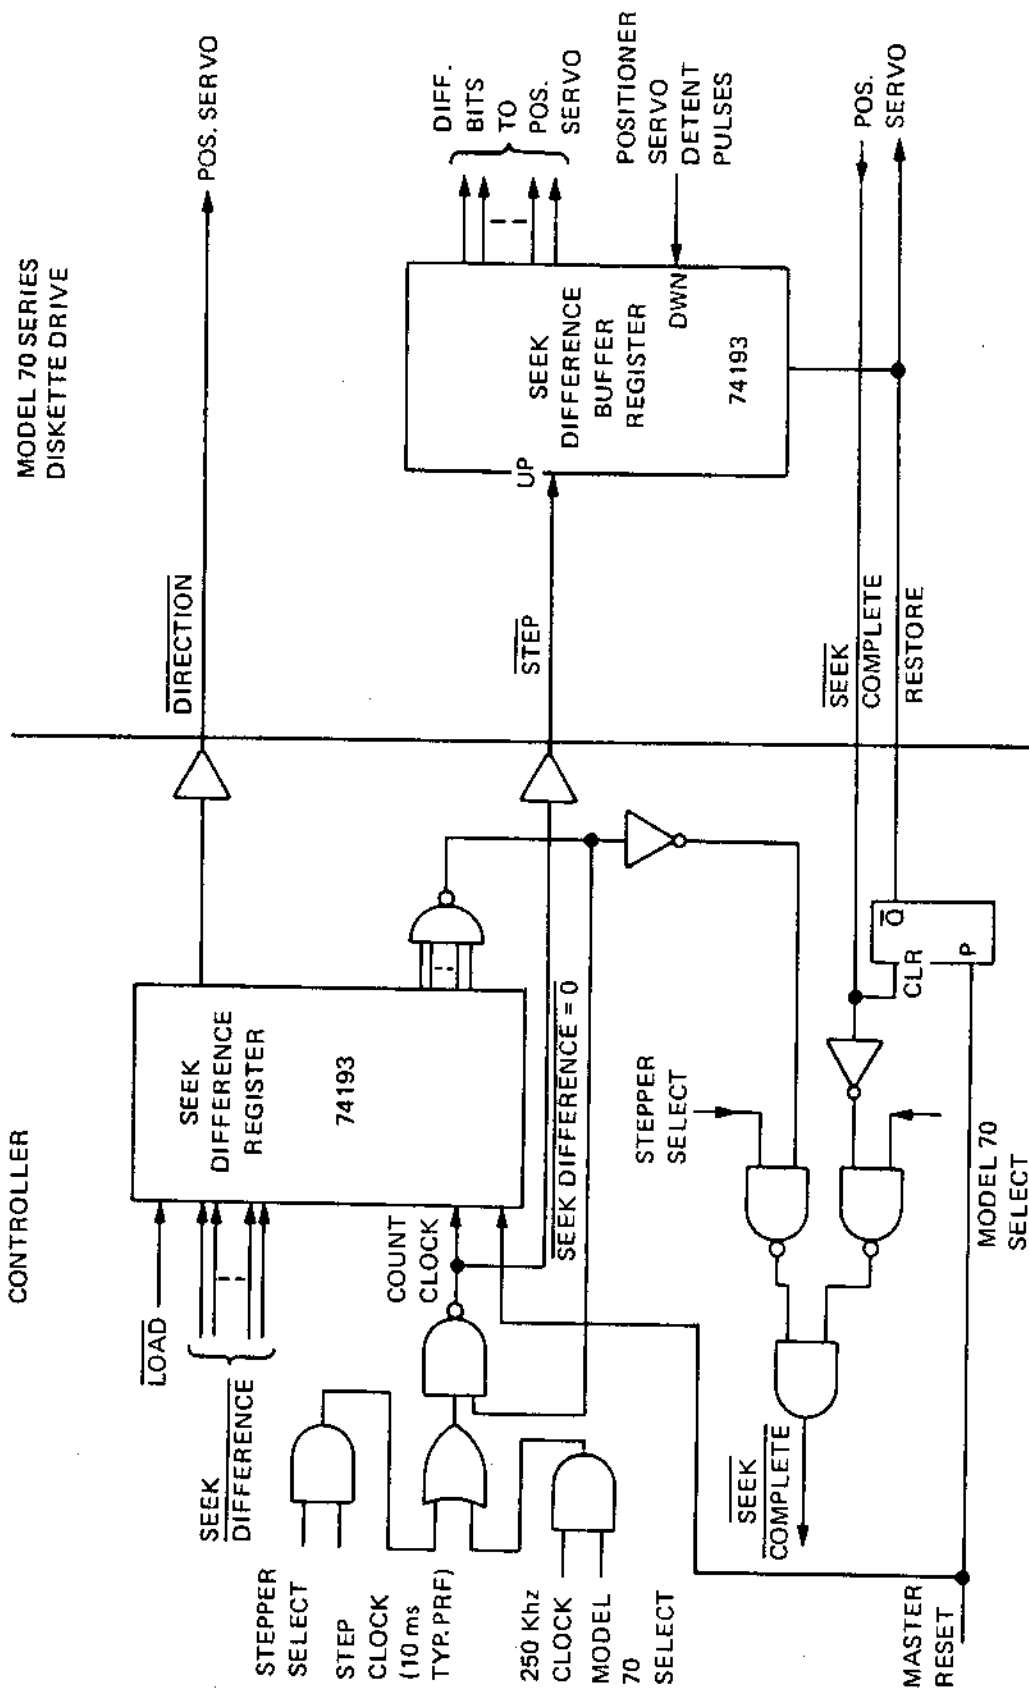 CONTROLLER
MODEL 70 SERIES
DISKETTE DRIVE
LOAD
SEEK
DIFFERENCE
SEEK
DIFFERENCE
REGISTER
74193
DIRECTION
POS. SERVO
STEPPER
SELECT
STEP
CLOCK
(10 ms
TYP.PRF)
250 Khz
CLOCK
MODEL
70
SELECT
COUNT
CLOCK
SEEK DIFFERENCE = 0
STEP
UP
SEEK
DIFFERENCE
BUFFER
REGISTER
74193
DWN
DIFF.
BITS
TO
POS.
SERVO
POSITIONER
SERVO
DETENT
PULSES
STEPPER
SELECT
SEEK
COMPLETE
SEEK
COMPLETE
RESTORE
POS.
SERVO
CLR
Q
P
MODEL 70
SELECT
MASTER
RESET